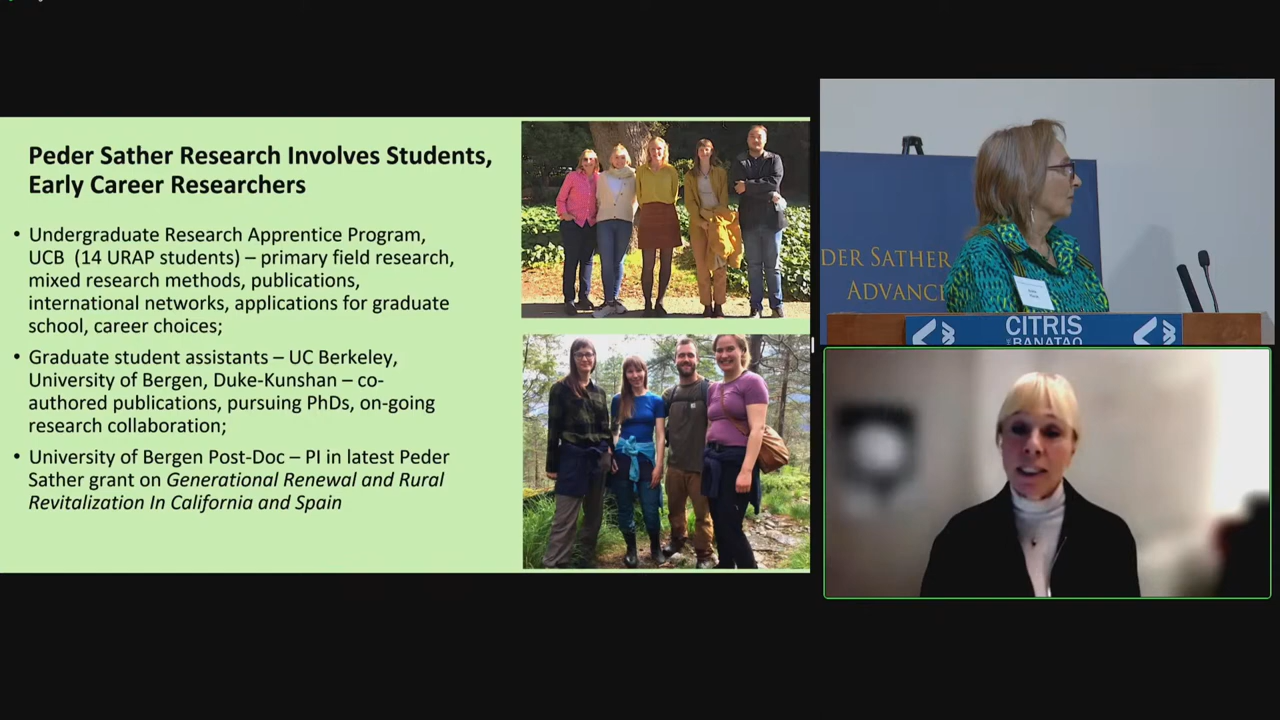 Peder Sather Research Involves Students,
Early Career Researchers
• Undergraduate Research Apprentice Program,
UCB (14 URAP students) – primary field research,
mixed research methods, publications,
international networks, applications for graduate
school, career choices;
• Graduate student assistants – UC Berkeley,
University of Bergen, Duke-Kunshan – co-
authored publications, pursuing PhDs, on-going
research collaboration;
• University of Bergen Post-Doc – PI in latest Peder
Sather grant on Generational Renewal and Rural
Revitalization In California and Spain
DER SATHER
ADVANC
CITRIS
BANATAO